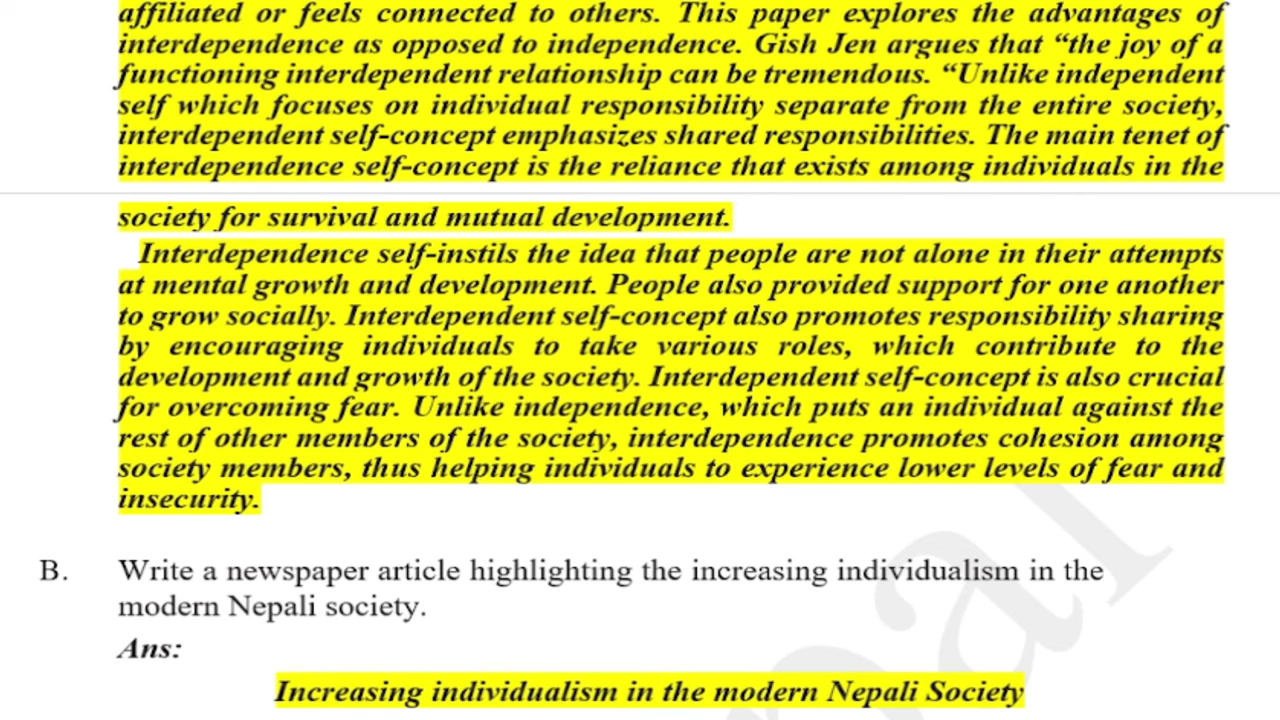 affiliated or feels connected to others. This paper explores the advantages of
interdependence as opposed to independence. Gish Jen argues that “the joy of a
functioning interdependent relationship can be tremendous. “Unlike independent
self which focuses on individual responsibility separate from the entire society,
interdependent self-concept emphasizes shared responsibilities. The main tenet of
interdependence self-concept is the reliance that exists among individuals in the
society for survival and mutual development.
Interdependence self-instils the idea that people are not alone in their attempts
at mental growth and development. People also provided support for one another
to grow socially. Interdependent self-concept also promotes responsibility sharing
by encouraging individuals to take various roles, which contribute to the
development and growth of the society. Interdependent self-concept is also crucial
for overcoming fear. Unlike independence, which puts an individual against the
rest of other members of the society, interdependence promotes cohesion among
society members, thus helping individuals to experience lower levels of fear and
insecurity.
B. Write a newspaper article highlighting the increasing individualism in the
modern Nepali society.
Ans:
Increasing individualism in the modern Nepali Society